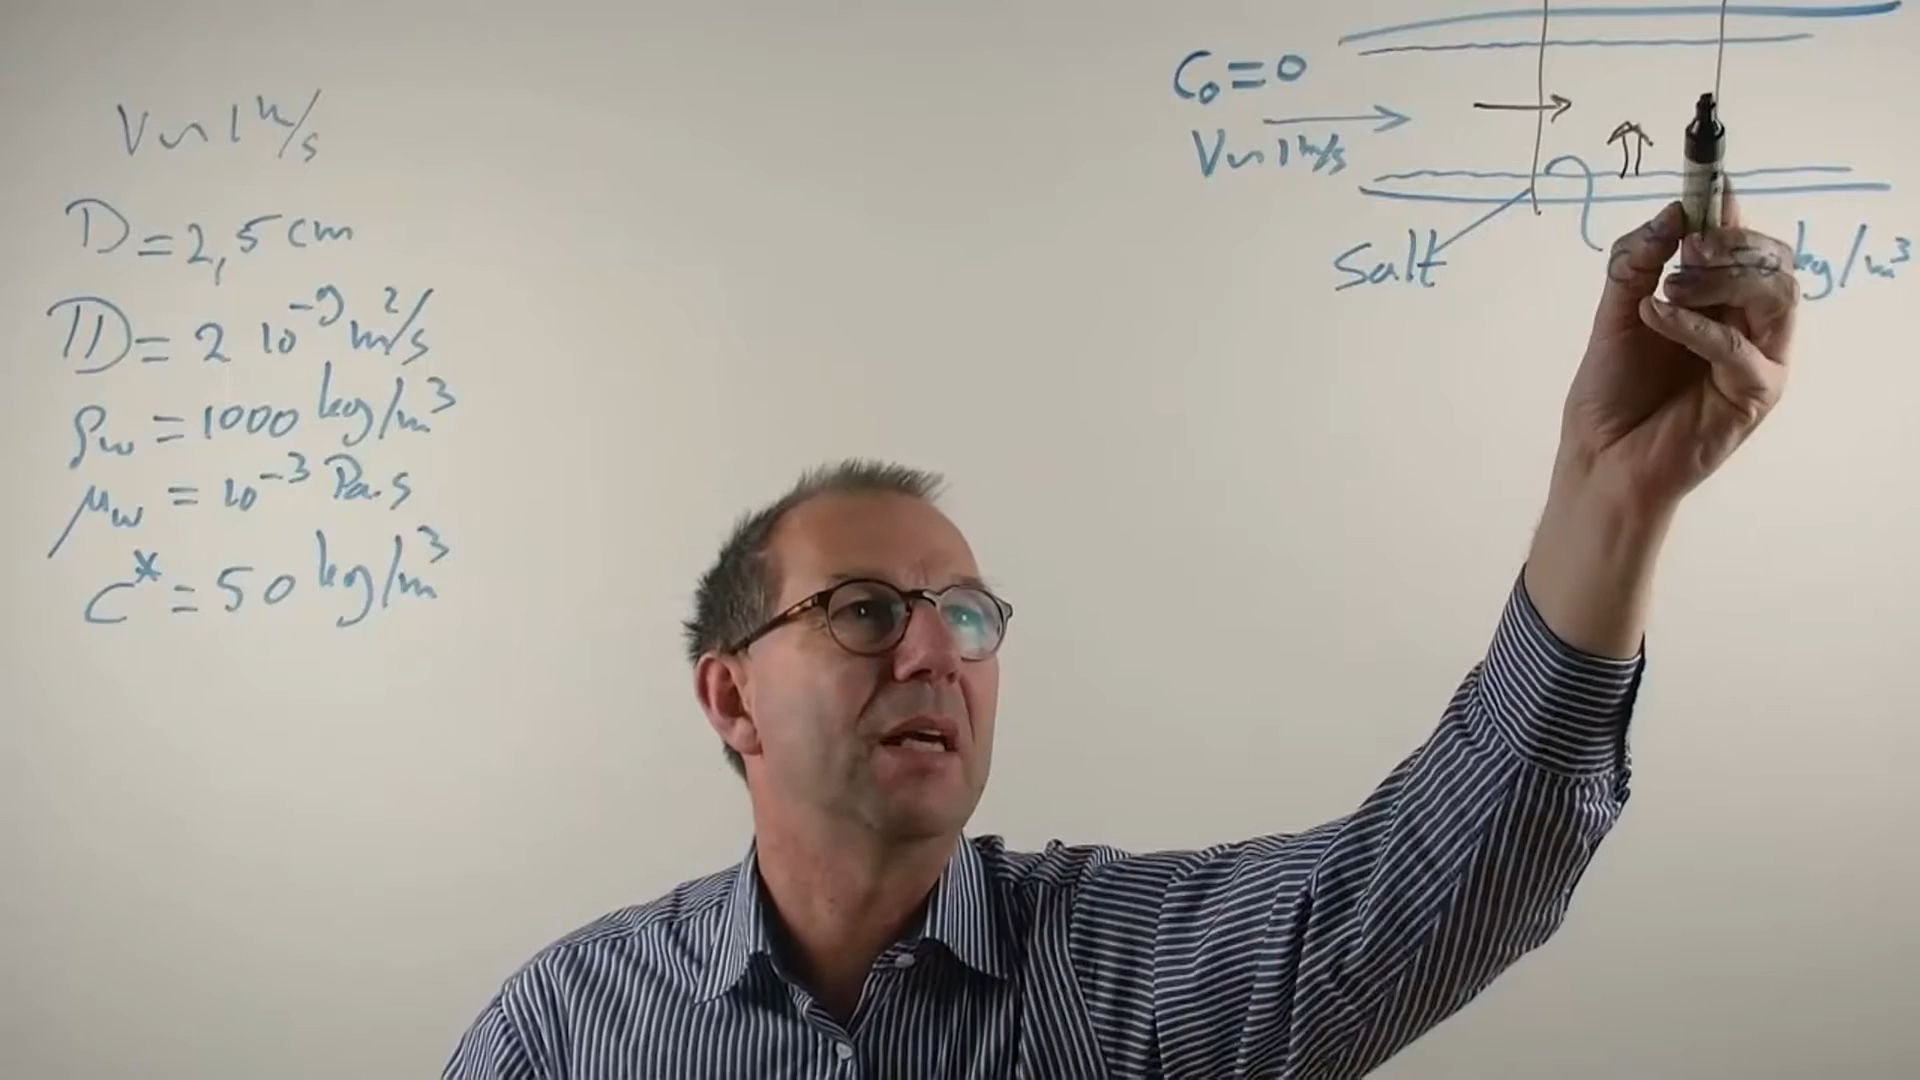 V~1 m/s
D = 2,5 cm
𝔻 = 2 10⁻⁹ m²/s
ρw = 1000 kg/m³
μw = 10⁻³ Pa.s
C* = 50 kg/m³
C₀ = 0
V~1 m/s
Salt
50 kg/m³